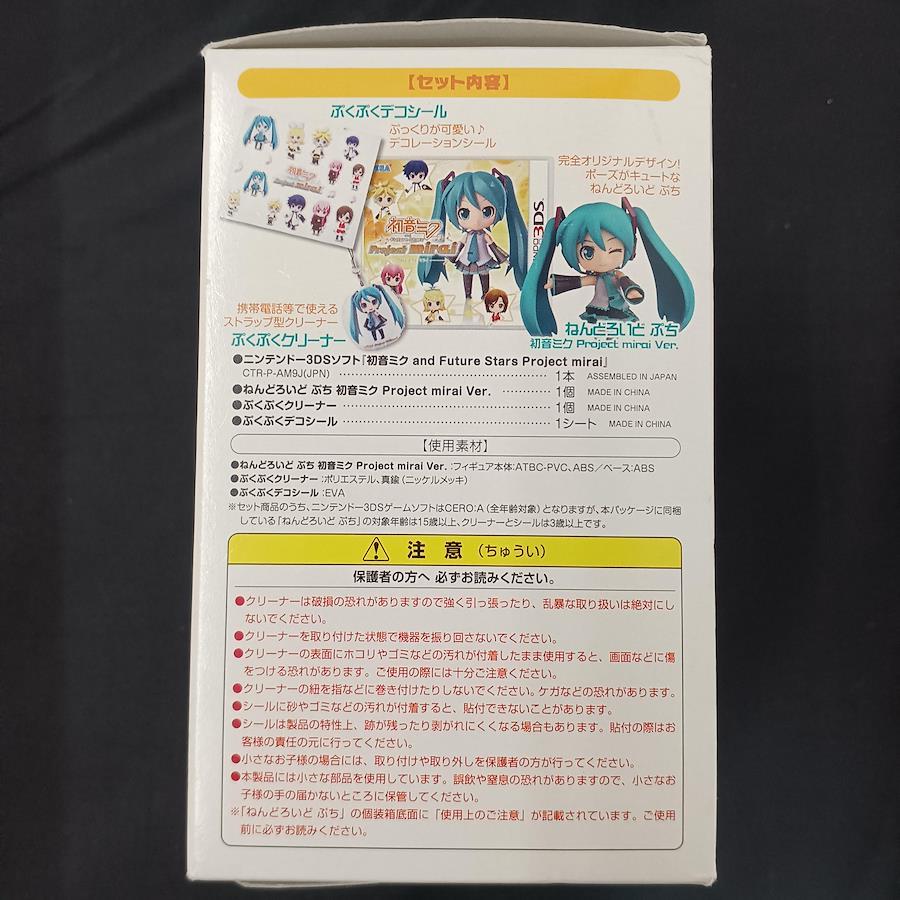 【セット内容】
ぷくぷくデコシール
ぷっくりが可愛い♪
デコレーションシール
完全オリジナルデザイン!
ポーズがキュートな
ねんどろいど ぷち
SEGA
初音ミク
Project mirai
初音ミク
Project mirai
NINTENDO 3DS
携帯電話等で使える
ストラップ型クリーナー
ぷくぷくクリーナー
ねんどろいど ぷち
初音ミク Project mirai Ver.
●ニンテンドー3DSソフト「初音ミク and Future Stars Project mirai」
CTR-P-AM9J(JPN) 1本 ASSEMBLED IN JAPAN
●ねんどろいど ぷち 初音ミク Project mirai Ver. 1個 MADE IN CHINA
●ぷくぷくクリーナー 1個 MADE IN CHINA
●ぷくぷくデコシール 1シート MADE IN CHINA
【使用素材】
●ねんどろいど ぷち 初音ミク Project mirai Ver. :フィギュア本体:ATBC-PVC、ABS/ベース:ABS
●ぷくぷくクリーナー :ポリエステル、真鍮(ニッケルメッキ)
●ぷくぷくデコシール :EVA
※セット商品のうち、ニンテンドー3DSゲームソフトはCERO:A (全年齢対象) となりますが、本パッケージに同梱
している「ねんどろいど ぷち」の対象年齢は15歳以上、クリーナーとシールは3歳以上です。
注 意 (ちゅうい)
保護者の方へ 必ずお読みください。
●クリーナーは破損の恐れがありますので強く引っ張ったり、乱暴な取り扱いは絶対にし
ないでください。
●クリーナーを取り付けた状態で機器を振り回さないでください。
●クリーナーの表面にホコリやゴミなどの汚れが付着したまま使用すると、画面などに傷
をつける恐れがあります。ご使用の際には十分ご注意ください。
●クリーナーの紐を指などに巻き付けたりしないでください。ケガなどの恐れがあります。
●シールに砂やゴミなどの汚れが付着すると、貼付できないことがあります。
●シールは製品の特性上、跡が残ったり剥がれにくくなる場合もあります。貼付の際はお
客様の責任の元に行ってください。
●小さなお子様の場合には、取り付けや取り外しを保護者の方が行ってください。
●本製品には小さな部品を使用しています。誤飲や窒息の恐れがありますので、小さなお
子様の手の届かないところに保管してください。
※「ねんどろいど ぷち」の個装箱底面に「使用上のご注意」が記載されています。ご使用
前に必ずお読みください。